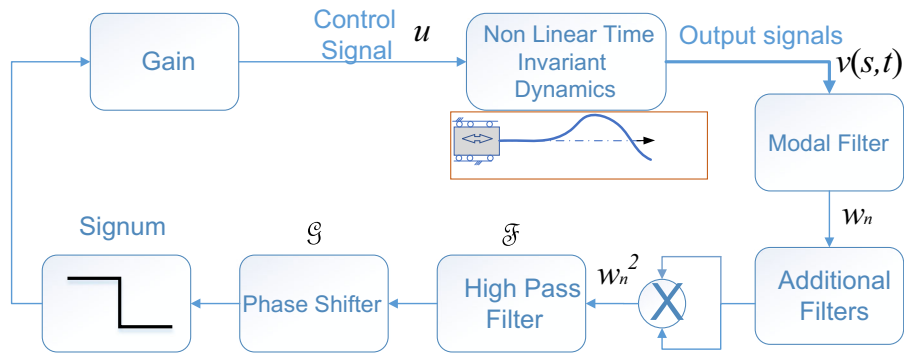 Gain
Control
Signal
u
Non Linear Time
Invariant
Dynamics
Output signals
v(s,t)
Modal Filter
wₙ
Additional
Filters
X
wₙ²
ℱ
High Pass
Filter
𝒢
Phase Shifter
Signum